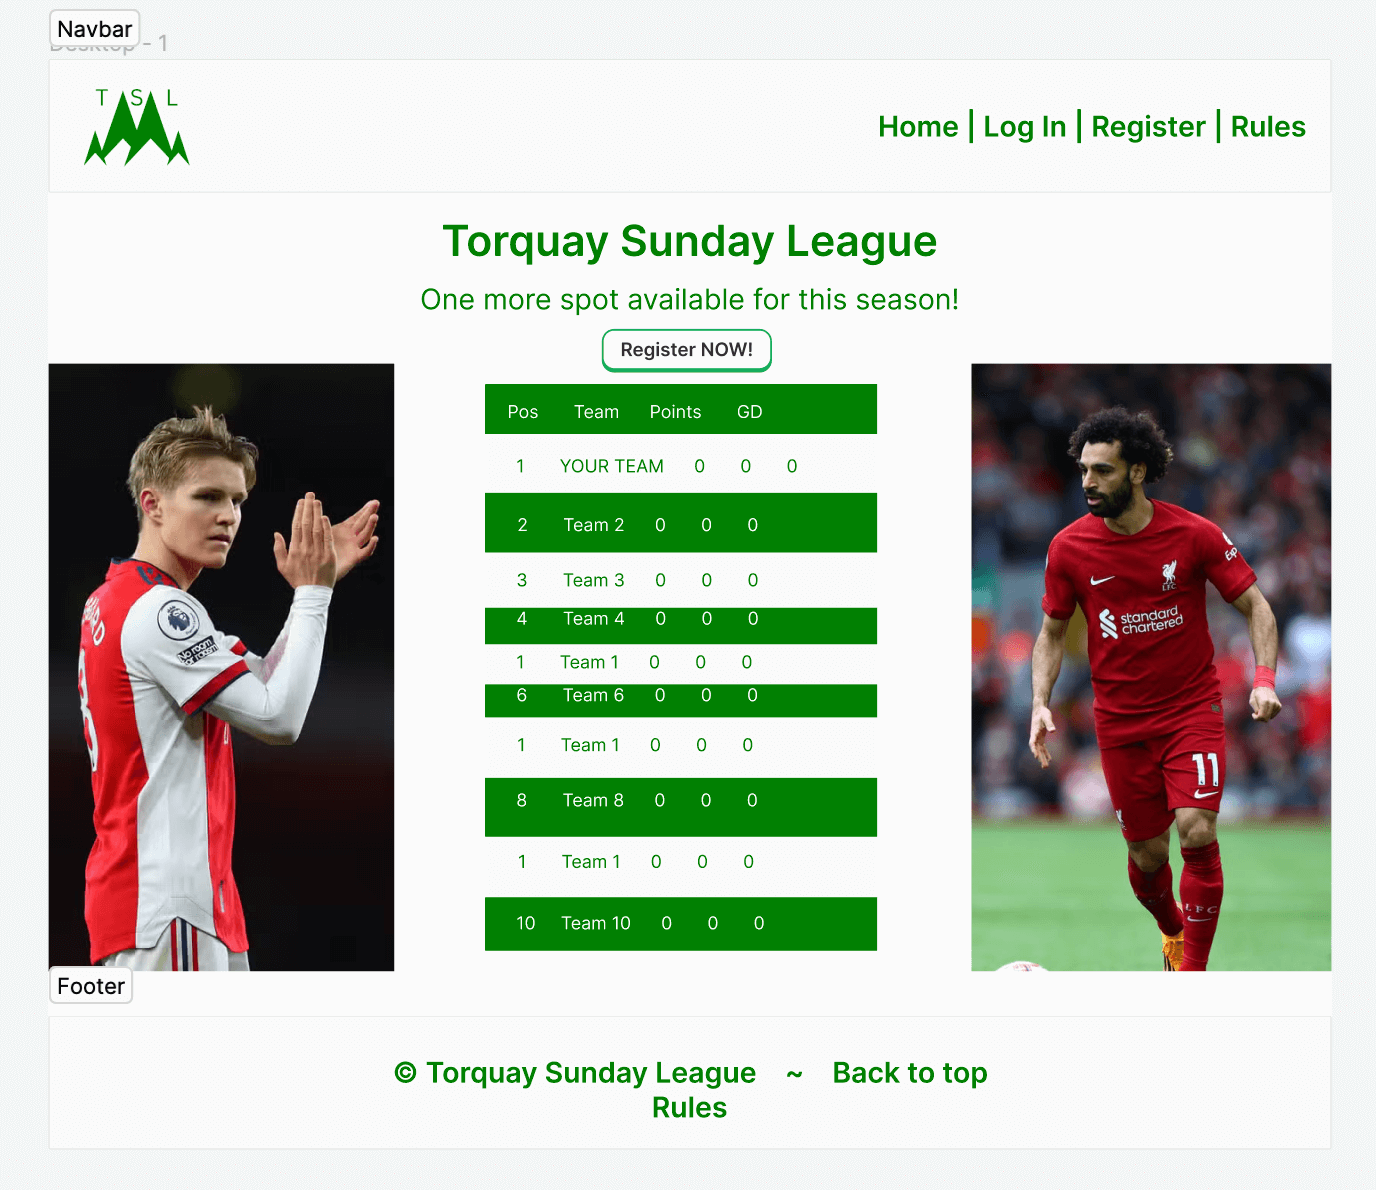 Navbar
Desktop - 1
T S L
Home | Log In | Register | Rules
Torquay Sunday League
One more spot available for this season!
Register NOW!
Pos Team Points GD
1 YOUR TEAM 0 0 0
2 Team 2 0 0 0
3 Team 3 0 0 0
4 Team 4 0 0 0
1 Team 1 0 0 0
6 Team 6 0 0 0
1 Team 1 0 0 0
8 Team 8 0 0 0
1 Team 1 0 0 0
10 Team 10 0 0 0
No room
for racism
Exp
LFC
standard
chartered
11
LFC
Footer
© Torquay Sunday League ~ Back to top
Rules